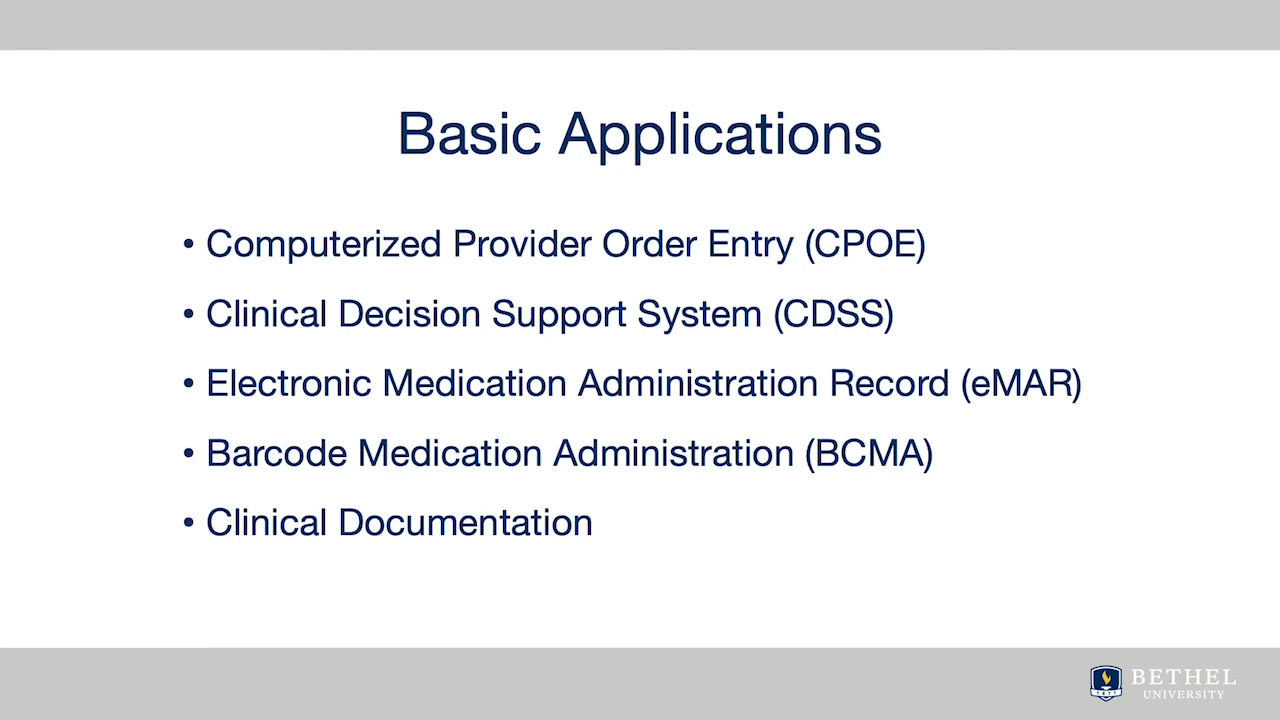 Basic Applications
• Computerized Provider Order Entry (CPOE)
• Clinical Decision Support System (CDSS)
• Electronic Medication Administration Record (eMAR)
• Barcode Medication Administration (BCMA)
• Clinical Documentation
BETHEL
UNIVERSITY